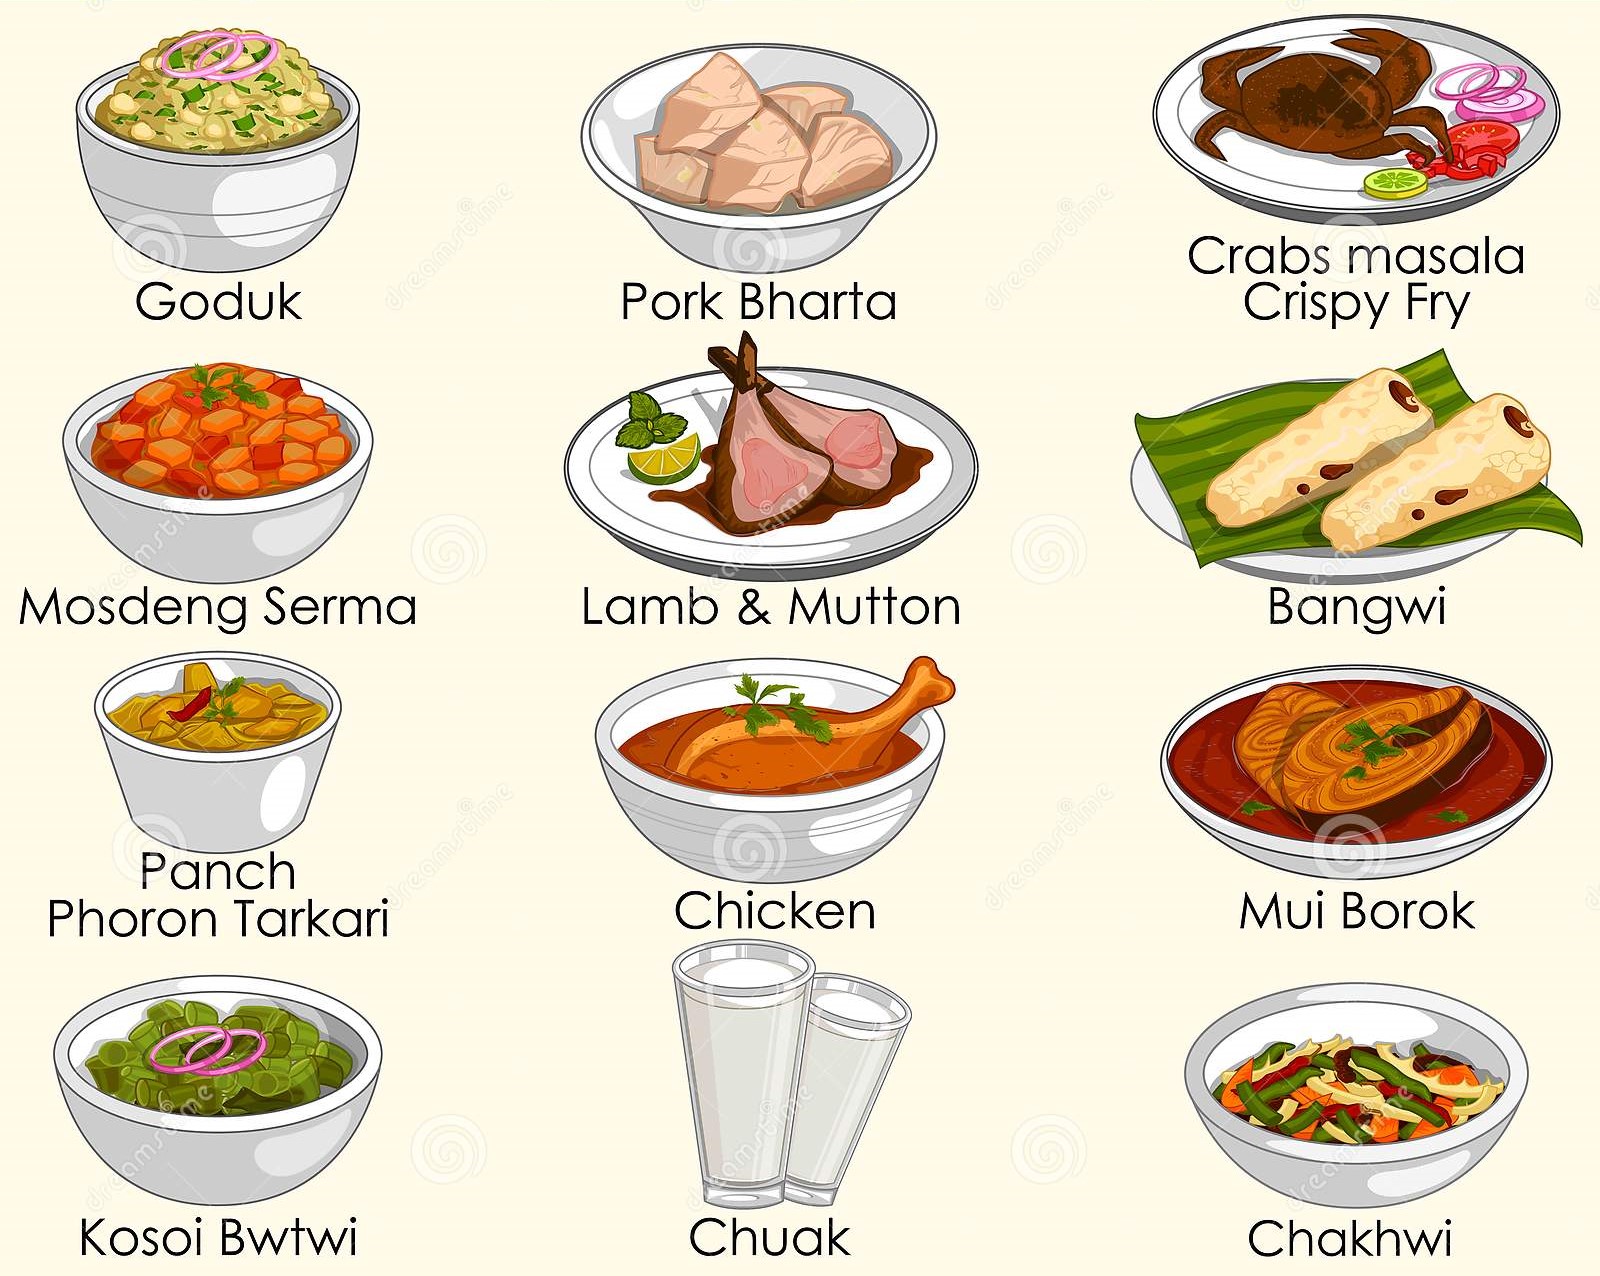 Goduk
Pork Bharta
Crabs masala
Crispy Fry
Mosdeng Serma
Lamb & Mutton
Bangwi
Panch
Phoron Tarkari
Chicken
Mui Borok
Kosoi Bwtwi
Chuak
Chakhwi
dreamstime